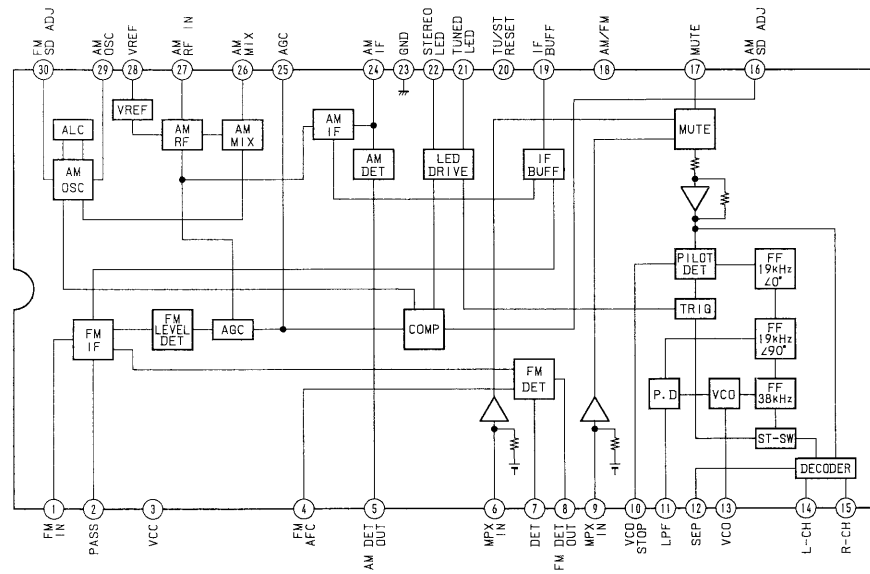 FM
SD ADJ
AM
OSC
VREF
AM
RF IN
AM
MIX
AGC
AM
IF
GND
STEREO
LED
TUNED
LED
TU/ST
RESET
IF
BUFF
AM/FM
MUTE
AM
SD ADJ
30
29
28
27
26
25
24
23
22
21
20
19
18
17
16
VREF
ALC
AM
OSC
AM
RF
AM
MIX
AM
IF
AM
DET
LED
DRIVE
IF
BUFF
MUTE
PILOT
DET
FF
19kHz
∠0°
TRIG
FM
IF
FM
LEVEL
DET
AGC
COMP
FF
19kHz
∠90°
FM
DET
P.D
VCO
FF
38kHz
ST-SW
DECODER
1
2
3
4
5
6
7
8
9
10
11
12
13
14
15
FM
IN
PASS
VCC
FM
AFC
AM DET
OUT
MPX
IN
DET
FM DET
OUT
MPX
IN
VCO
STOP
LPF
SEP
VCO
L-CH
R-CH